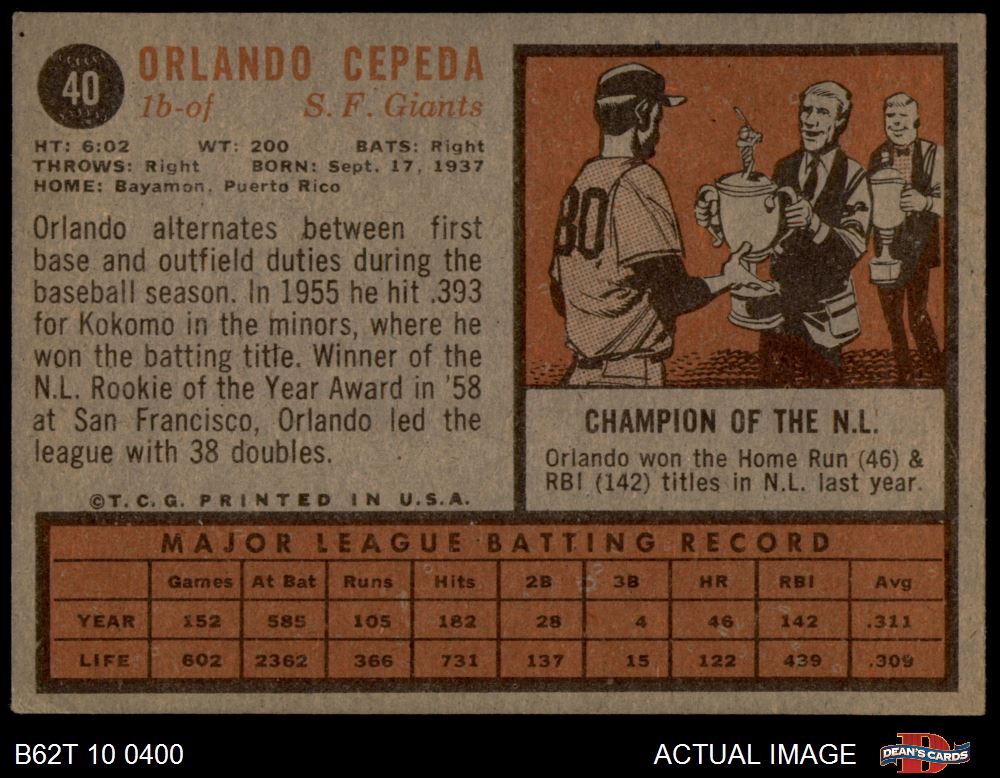 40
ORLANDO CEPEDA
1b-of S. F. Giants
HT: 6:02 WT: 200 BATS: Right
THROWS: Right BORN: Sept. 17, 1937
HOME: Bayamon, Puerto Rico
Orlando alternates between first
base and outfield duties during the
baseball season. In 1955 he hit .393
for Kokomo in the minors, where he
won the batting title. Winner of the
N.L. Rookie of the Year Award in '58
at San Francisco, Orlando led the
league with 38 doubles.
©T.C.G. PRINTED IN U.S.A.
30
CHAMPION OF THE N.L.
Orlando won the Home Run (46) &
RBI (142) titles in N.L. last year.
MAJOR LEAGUE BATTING RECORD
Games At Bat Runs Hits 2B 3B HR RBI Avg
YEAR 152 585 105 182 28 4 46 142 .311
LIFE 602 2362 366 731 137 15 122 439 .309
B62T 10 0400
ACTUAL IMAGE
DEAN'S CARDS